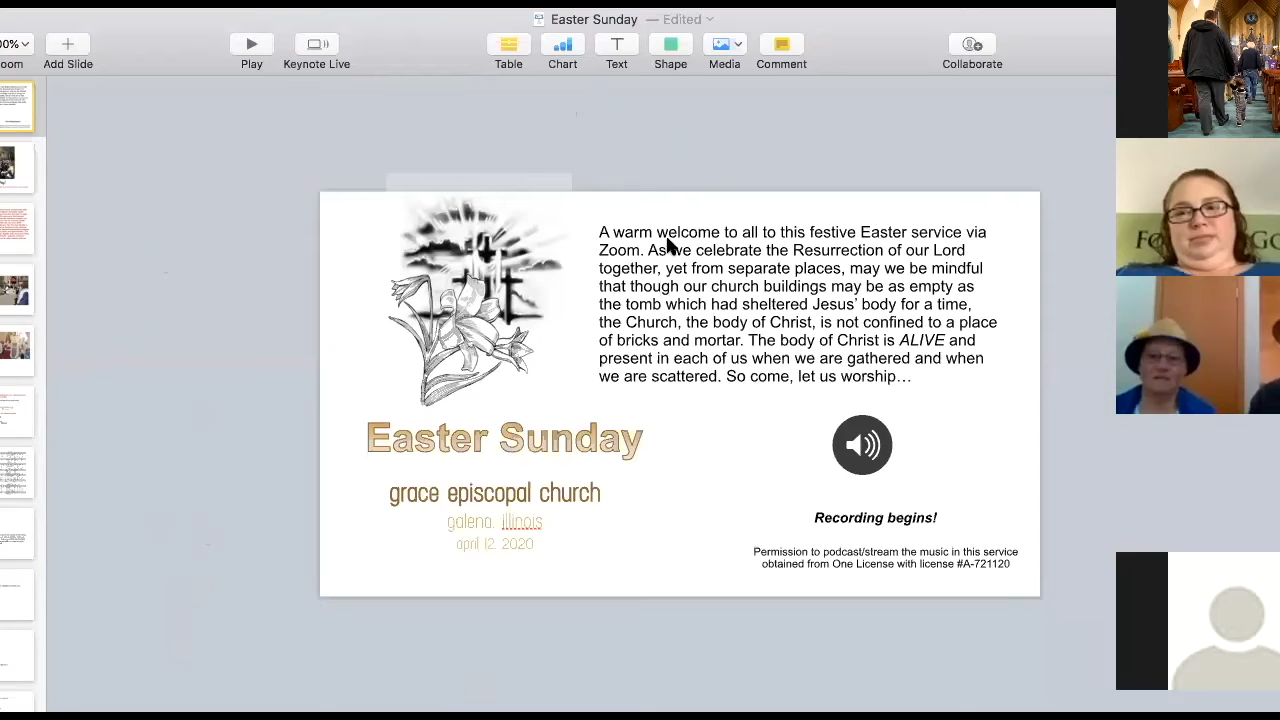 Easter Sunday — Edited
00%
oom
Add Slide
Play
Keynote Live
Table
Chart
Text
Shape
Media
Comment
Collaborate
A warm welcome to all to this festive Easter service via
Zoom. As we celebrate the Resurrection of our Lord
together, yet from separate places, may we be mindful
that though our church buildings may be as empty as
the tomb which had sheltered Jesus’ body for a time,
the Church, the body of Christ, is not confined to a place
of bricks and mortar. The body of Christ is ALIVE and
present in each of us when we are gathered and when
we are scattered. So come, let us worship…
Easter Sunday
grace episcopal church
galena, illinois
april 12, 2020
Recording begins!
Permission to podcast/stream the music in this service
obtained from One License with license #A-721120